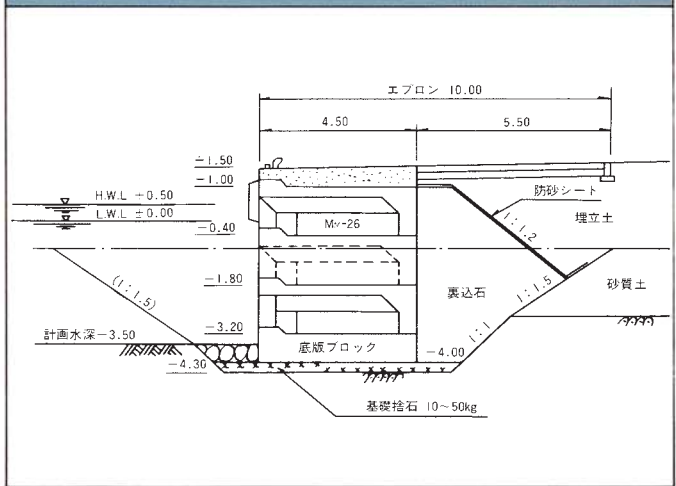 エプロン 10.00
4.50
5.50
∸1.50
−1.00
H.W.L ±0.50
L.W.L ±0.00
防砂シート
1:1.2
埋立土
−0.40
Mv-26
(1:1.5)
−1.80
裏込石
1:1.5
砂質土
1:1
計画水深−3.50
−3.20
底版ブロック
−4.00
−4.30
基礎捨石 10〜50kg